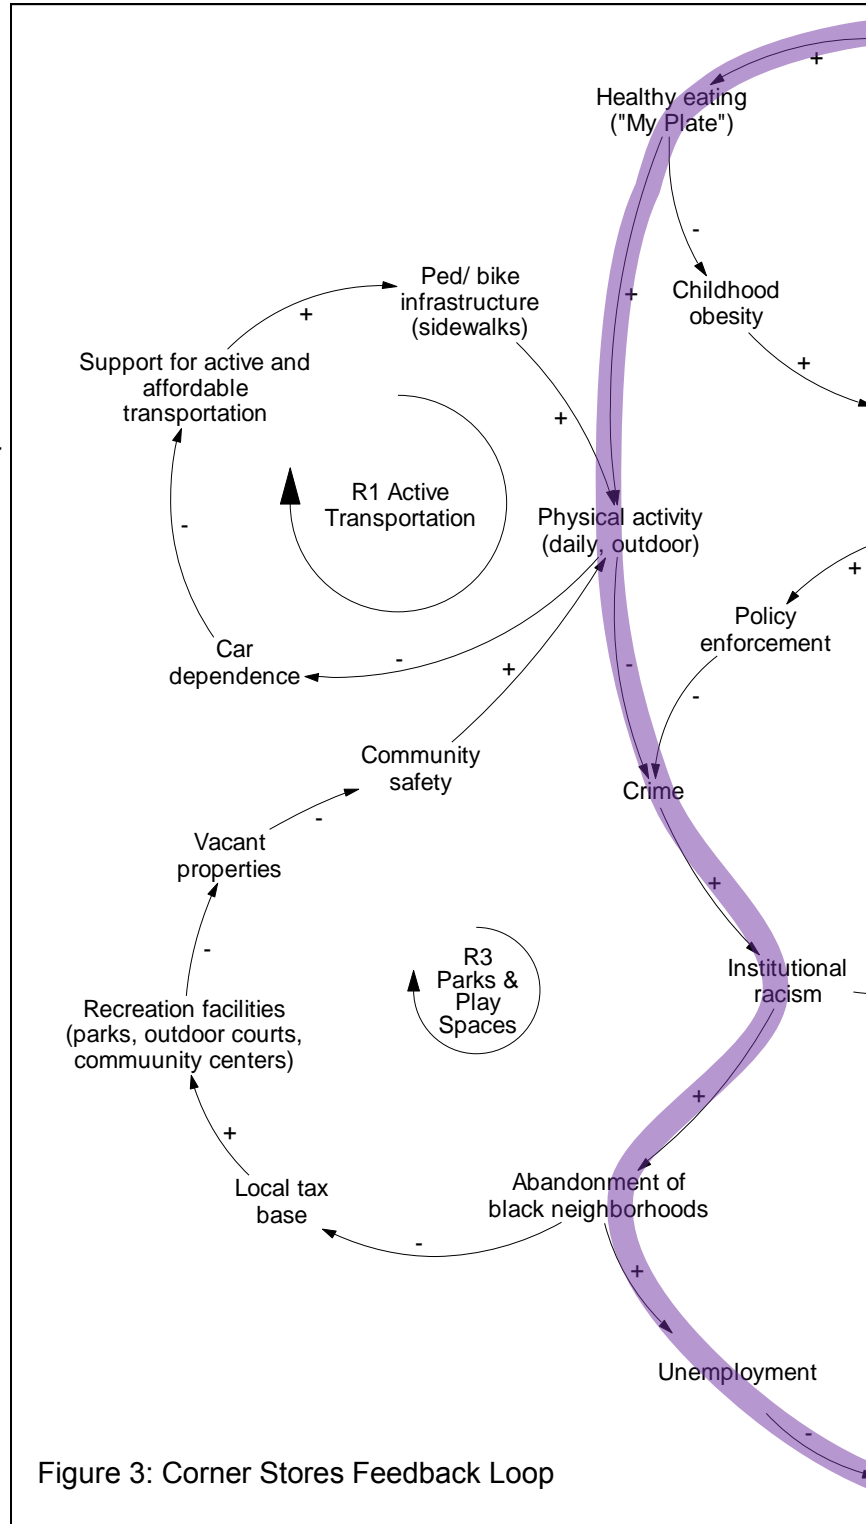 +
Healthy eating
("My Plate")
-
Ped/ bike
infrastructure
(sidewalks)
+
Childhood
obesity
+
Support for active and
affordable
transportation
+
+
R1 Active
Transportation
-
Physical activity
(daily, outdoor)
+
Policy
enforcement
Car
dependence
-
-
+
-
Community
safety
Crime
-
Vacant
properties
+
-
R3
Parks &
Play
Spaces
Institutional
racism
Recreation facilities
(parks, outdoor courts,
commuunity centers)
+
+
Local tax
base
Abandonment of
black neighborhoods
-
+
Unemployment
-
Figure 3: Corner Stores Feedback Loop